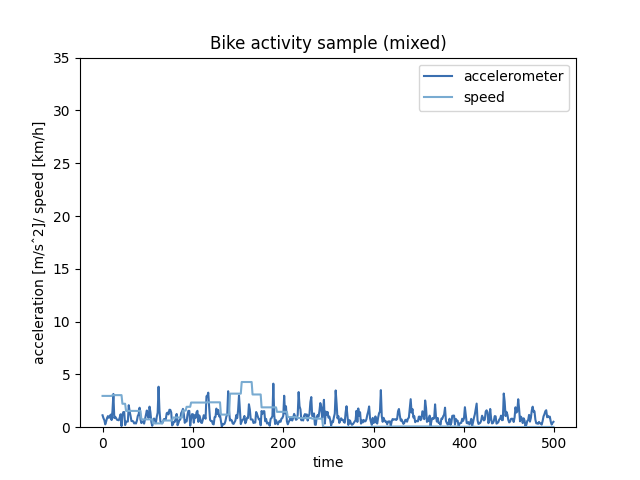 Bike activity sample (mixed)
accelerometer
speed
35
30
25
20
15
10
5
0
acceleration [m/sˆ2]/ speed [km/h]
0 100 200 300 400 500
time